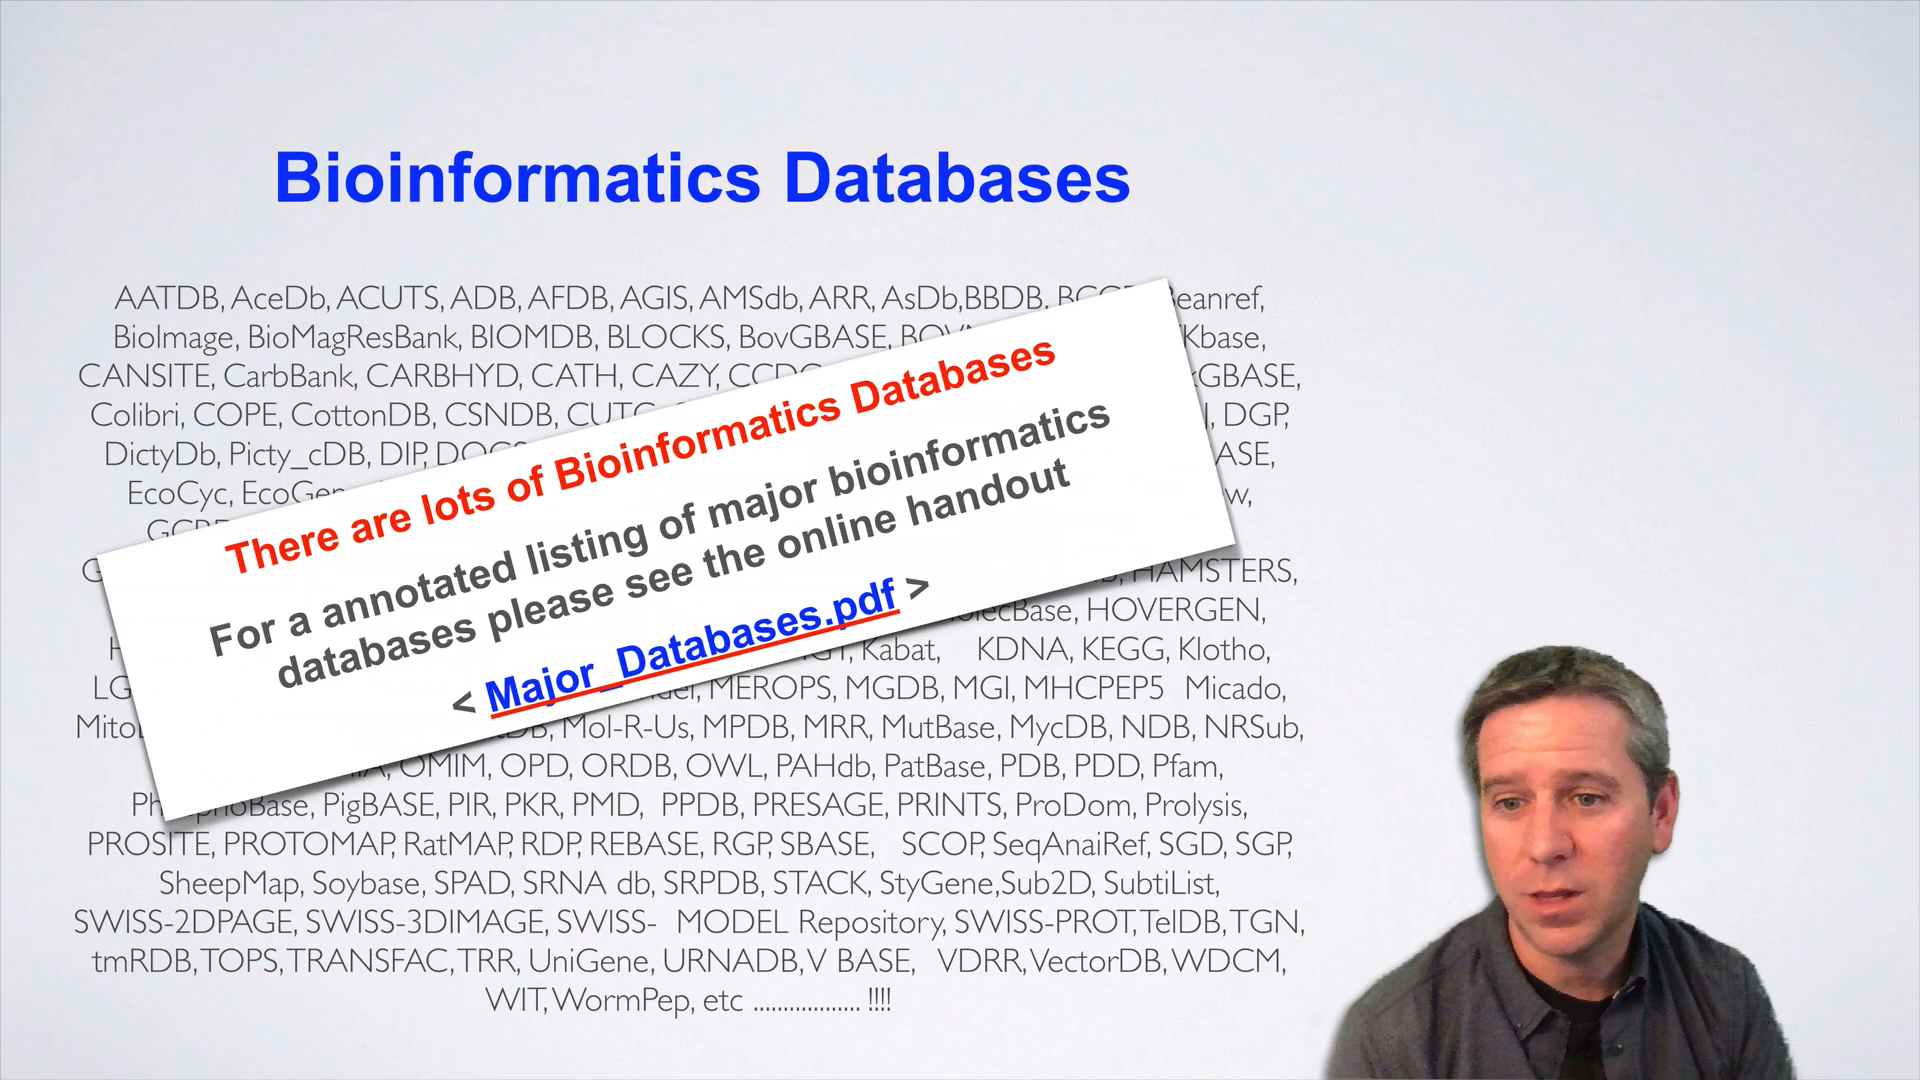 Bioinformatics Databases
AATDB, AceDb, ACUTS, ADB, AFDB, AGIS, AMSdb, ARR, AsDb,BBDB, Beanref,
BioImage, BioMagResBank, BIOMDB, BLOCKS, BovGBASE,
CANSITE, CarbBank, CARBHYD, CATH, CAZY,
Colibri, COPE, CottonDB, CSNDB, CUTG, DGP,
DictyDb, Picty_cDB, DIP,
EcoCyc,
There are lots of Bioinformatics Databases
For a annotated listing of major bioinformatics
databases please see the online handout
< Major_Databases.pdf >
HAMSTERS,
HOVERGEN,
Kabat, KDNA, KEGG, Klotho,
MEROPS, MGDB, MGI, MHCPEP5 Micado,
Mol-R-Us, MPDB, MRR, MutBase, MycDB, NDB, NRSub,
OMIM, OPD, ORDB, OWL, PAHdb, PatBase, PDB, PDD, Pfam,
PhosphoBase, PigBASE, PIR, PKR, PMD, PPDB, PRESAGE, PRINTS, ProDom, Prolysis,
PROSITE, PROTOMAP, RatMAP, RDP, REBASE, RGP, SBASE, SCOP, SeqAnaiRef, SGD, SGP,
SheepMap, Soybase, SPAD, SRNA db, SRPDB, STACK, StyGene,Sub2D, SubtiList,
SWISS-2DPAGE, SWISS-3DIMAGE, SWISS- MODEL Repository, SWISS-PROT, TelDB, TGN,
tmRDB, TOPS, TRANSFAC, TRR, UniGene, URNADB, V BASE, VDRR, VectorDB, WDCM,
WIT, WormPep, etc .................. !!!!